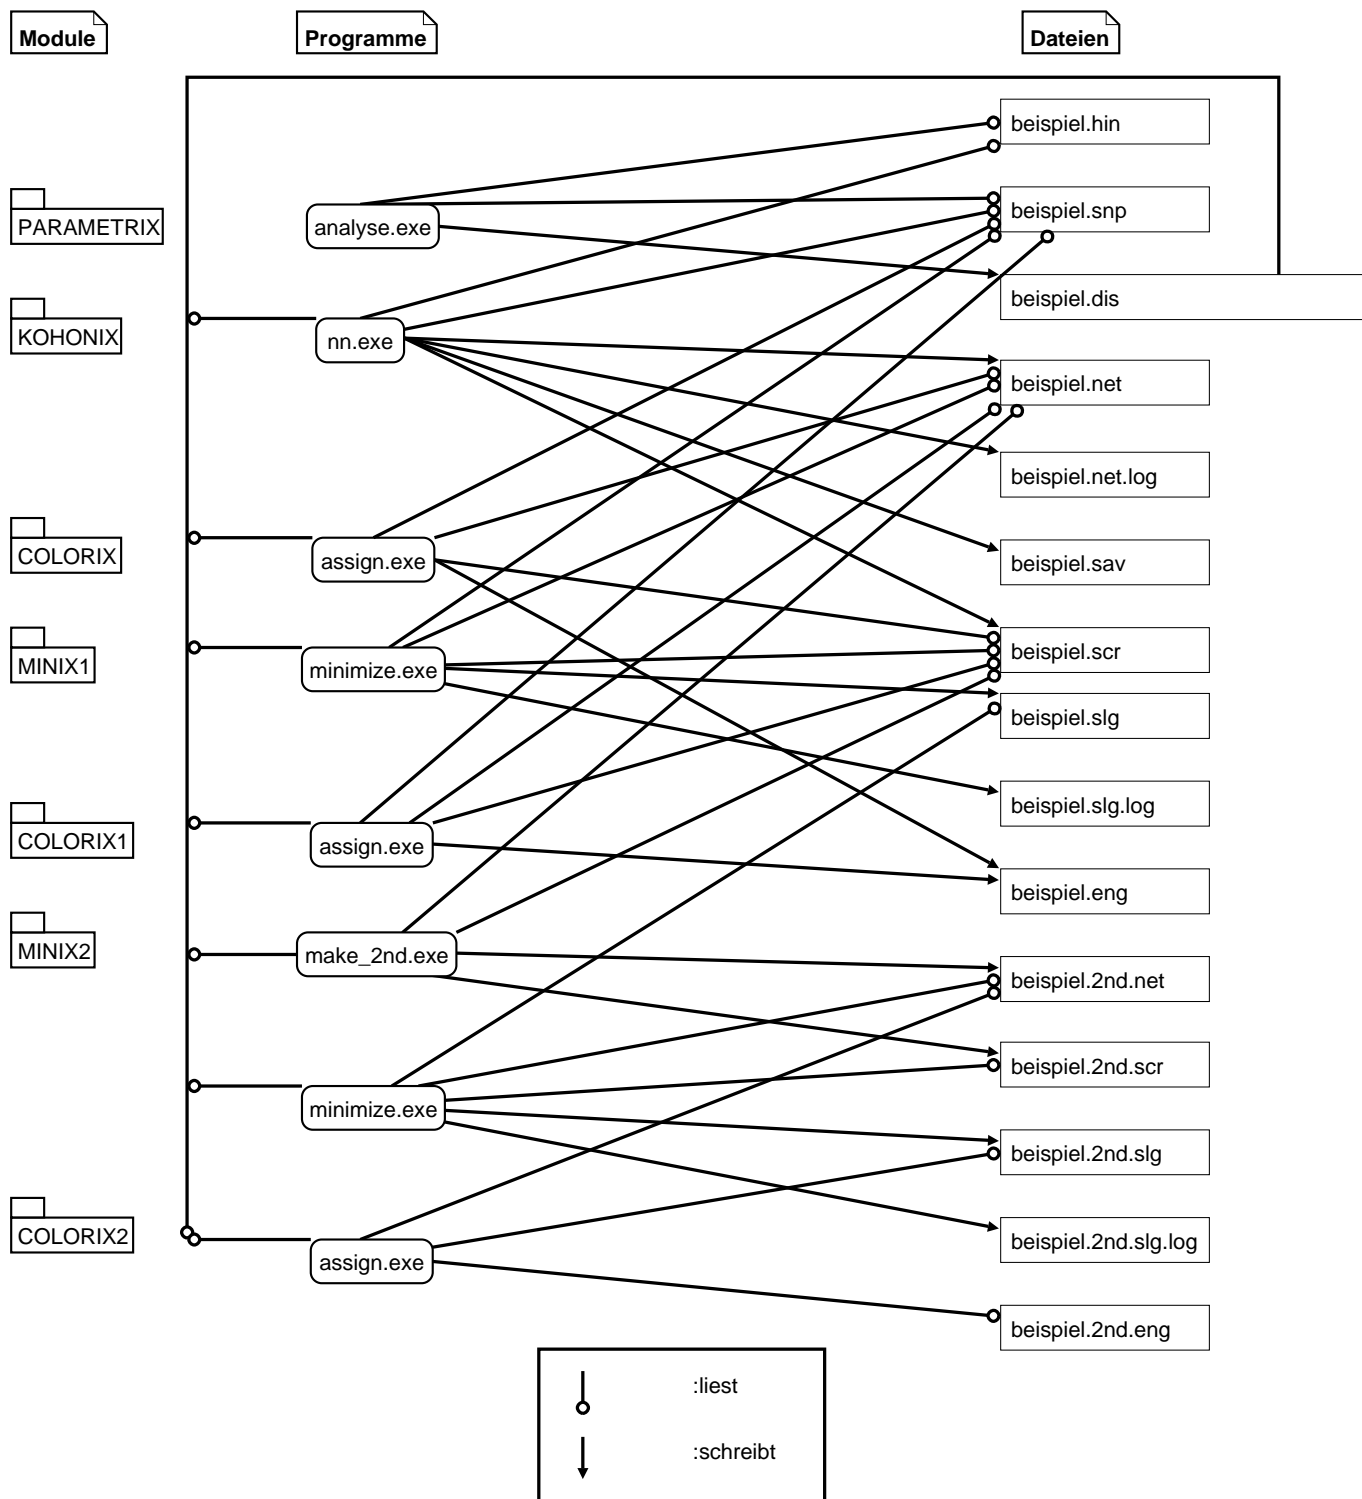 Module
Programme
Dateien
beispiel.hin
PARAMETRIX
analyse.exe
beispiel.snp
beispiel.dis
KOHONIX
nn.exe
beispiel.net
beispiel.net.log
COLORIX
assign.exe
beispiel.sav
MINIX1
minimize.exe
beispiel.scr
beispiel.slg
beispiel.slg.log
COLORIX1
assign.exe
beispiel.eng
MINIX2
make_2nd.exe
beispiel.2nd.net
beispiel.2nd.scr
minimize.exe
beispiel.2nd.slg
COLORIX2
assign.exe
beispiel.2nd.slg.log
beispiel.2nd.eng
:liest
:schreibt